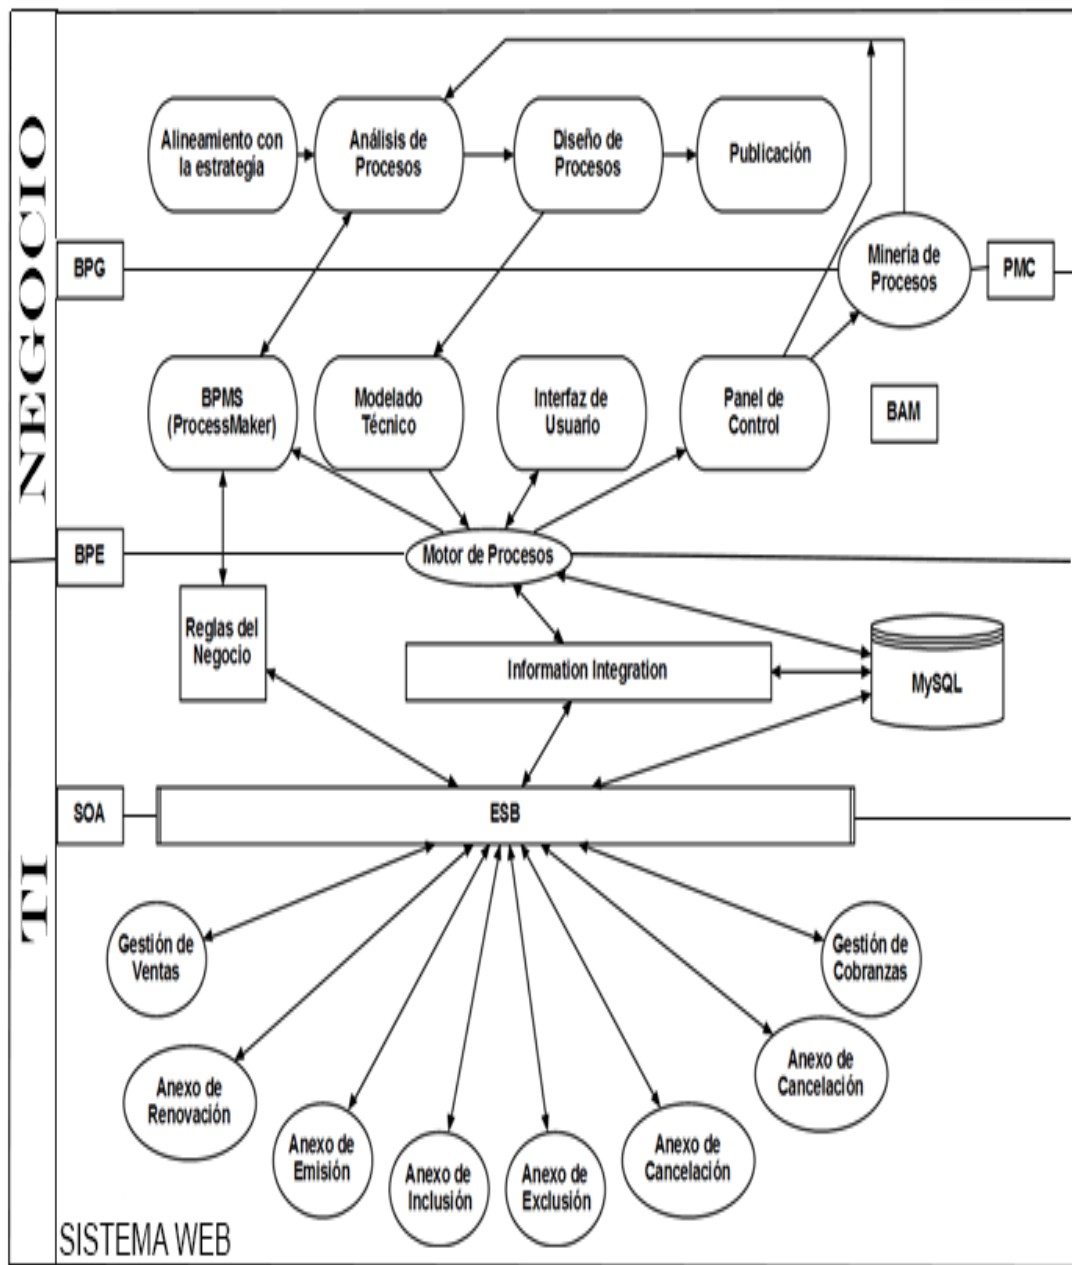 NEGOCIO
Alineamiento con
la estrategía
Análisis de
Procesos
Diseño de
Procesos
Publicación
BPG
Minería de
Procesos
PMC
BPMS
(ProcessMaker)
Modelado
Técnico
Interfaz de
Usuario
Panel de
Control
BAM
BPE
Motor de Procesos
TI
Reglas del
Negocio
Information Integration
MySQL
SOA
ESB
Gestión de
Ventas
Gestión de
Cobranzas
Anexo de
Renovación
Anexo de
Emisión
Anexo de
Inclusión
Anexo de
Exclusión
Anexo de
Cancelación
Anexo de
Cancelación
SISTEMA WEB